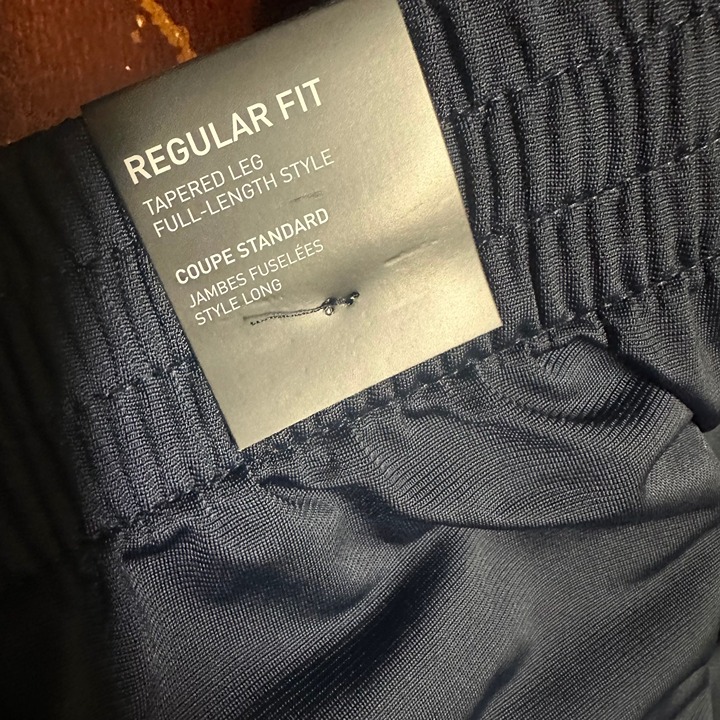 REGULAR FIT
TAPERED LEG
FULL-LENGTH STYLE
COUPE STANDARD
JAMBES FUSELÉES
STYLE LONG